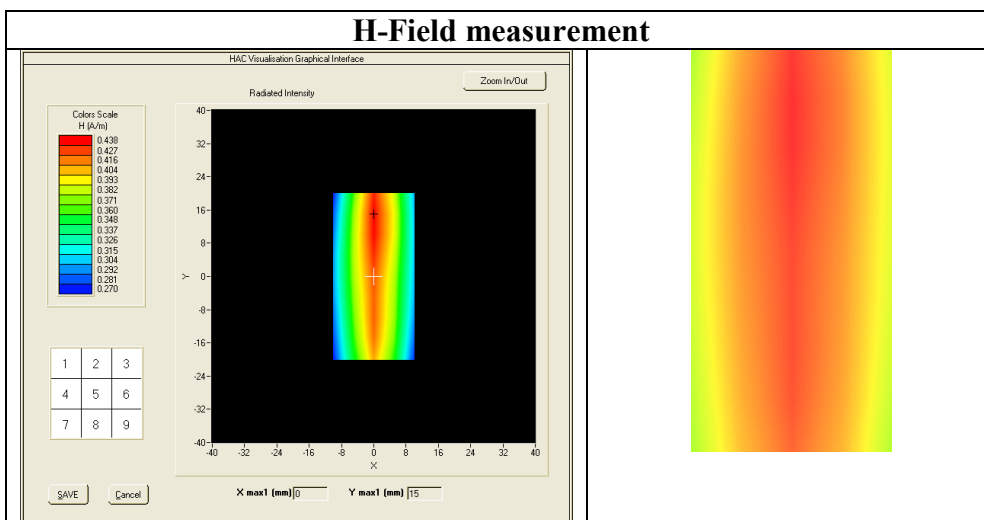 H-Field measurement
HAC Visualisation Graphical Interface
Zoom In/Out
Radiated Intensity
Colors Scale
H (A/m)
0.438
0.427
0.416
0.404
0.393
0.382
0.371
0.360
0.348
0.337
0.326
0.315
0.304
0.292
0.281
0.270
1 2 3
4 5 6
7 8 9
SAVE Cancel
Y
40
32
24
16
8
0
-8
-16
-24
-32
-40
-40 -32 -24 -16 -8 0 8 16 24 32 40
X
X max1 (mm) 0 Y max1 (mm) 15